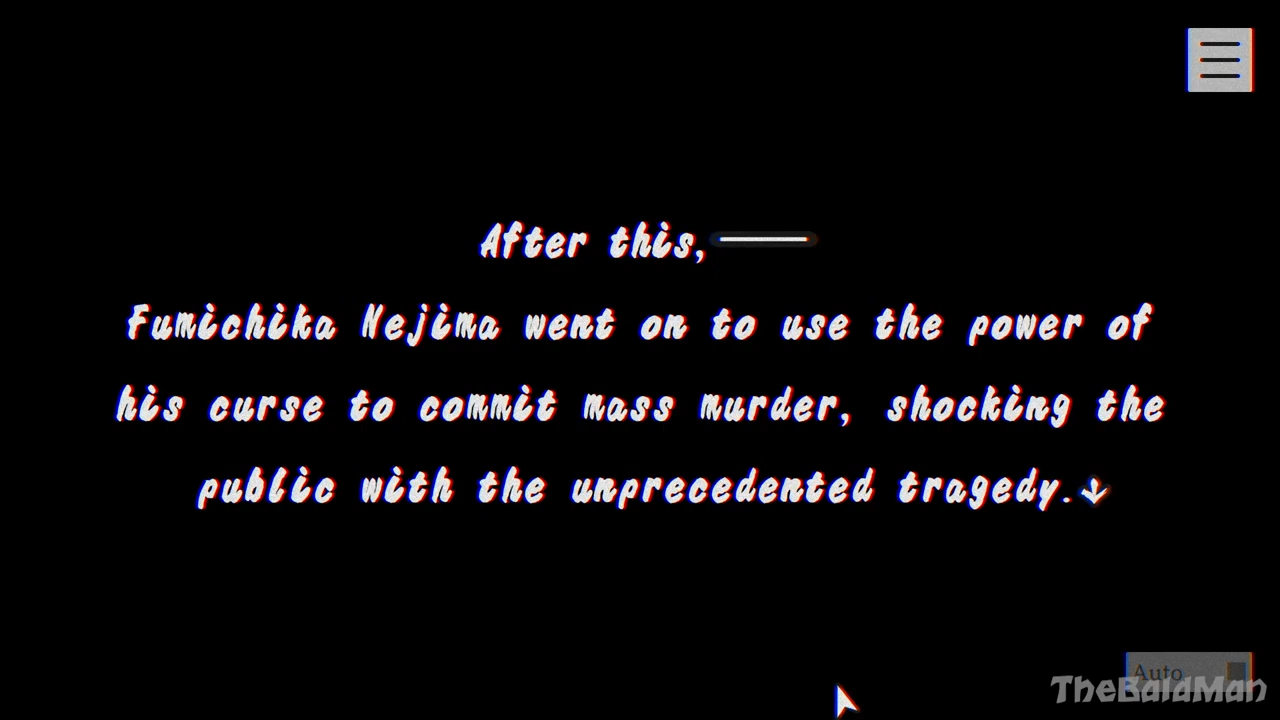 After this,———
Fumichika Nejima went on to use the power of
his curse to commit mass murder, shocking the
public with the unprecedented tragedy.
Auto
TheBaldMan